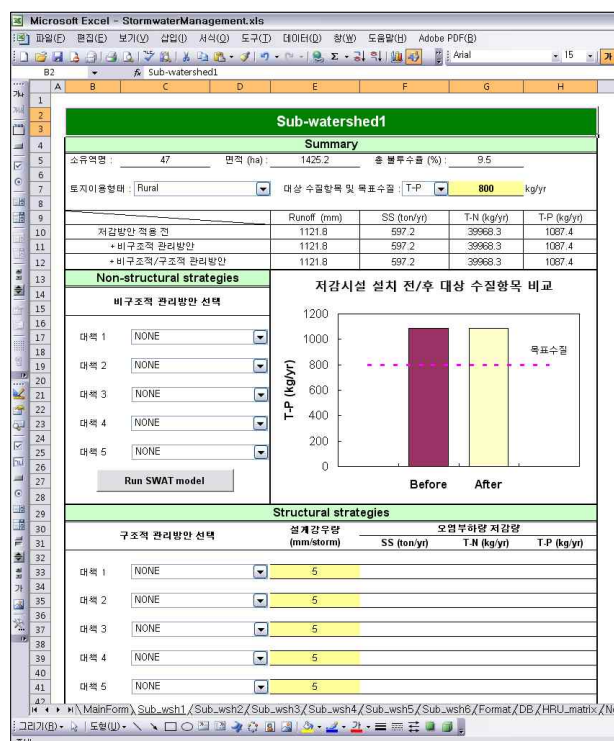 Microsoft Excel - StormwaterManagement.xls
파일(F) 편집(E) 보기(V) 삽입(I) 서식(O) 도구(T) 데이터(D) 창(W) 도움말(H) Adobe PDF(B)
Arial 15 가
B2 fx Sub-watershed1
A B C D E F G H
Sub-watershed1
Summary
소유역명 : 47 면적 (ha) : 1425.2 총 불투수율 (%) : 9.5
토지이용형태 : Rural 대상 수질항목 및 목표수질 : T-P 800 kg/yr
Runoff (mm) SS (ton/yr) T-N (kg/yr) T-P (kg/yr)
저감방안 적용 전 1121.8 597.2 39968.3 1087.4
+비구조적 관리방안 1121.8 597.2 39968.3 1087.4
+비구조적/구조적 관리방안 1121.8 597.2 39968.3 1087.4
Non-structural strategies
비구조적 관리방안 선택
대책 1 NONE
대책 2 NONE
대책 3 NONE
대책 4 NONE
대책 5 NONE
Run SWAT model
저감시설 설치 전/후 대상 수질항목 비교
T-P (kg/yr)
1200
1000
800
600
400
200
0
목표수질
Before After
Structural strategies
구조적 관리방안 선택 설계강우량 (mm/storm) 오염부하량 저감량
SS (ton/yr) T-N (kg/yr) T-P (kg/yr)
대책 1 NONE 5
대책 2 NONE 5
대책 3 NONE 5
대책 4 NONE 5
대책 5 NONE 5
MainForm / Sub_wsh1 / Sub_wsh2 / Sub_wsh3 / Sub_wsh4 / Sub_wsh5 / Sub_wsh6 / Format / DB / HRU_matrix
그리기(R) 도형(U)